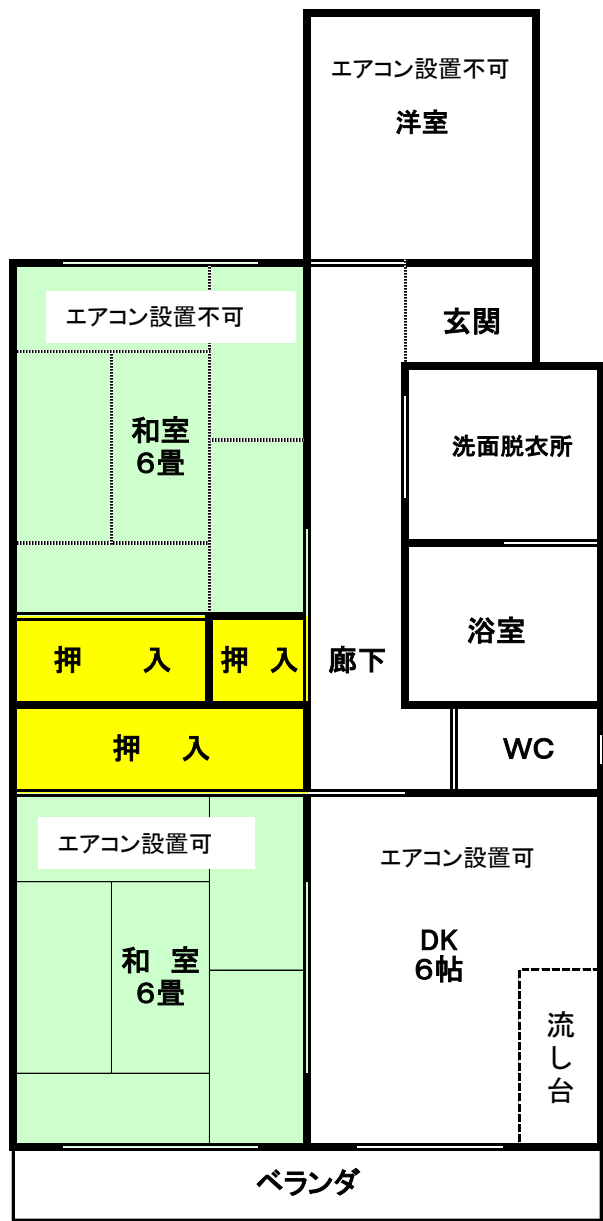 エアコン設置不可
洋室
エアコン設置不可
玄関
和室
6畳
洗面脱衣所
押 入
押 入
廊下
浴室
押 入
WC
エアコン設置可
エアコン設置可
和 室
6畳
DK
6帖
流し台
ベランダ